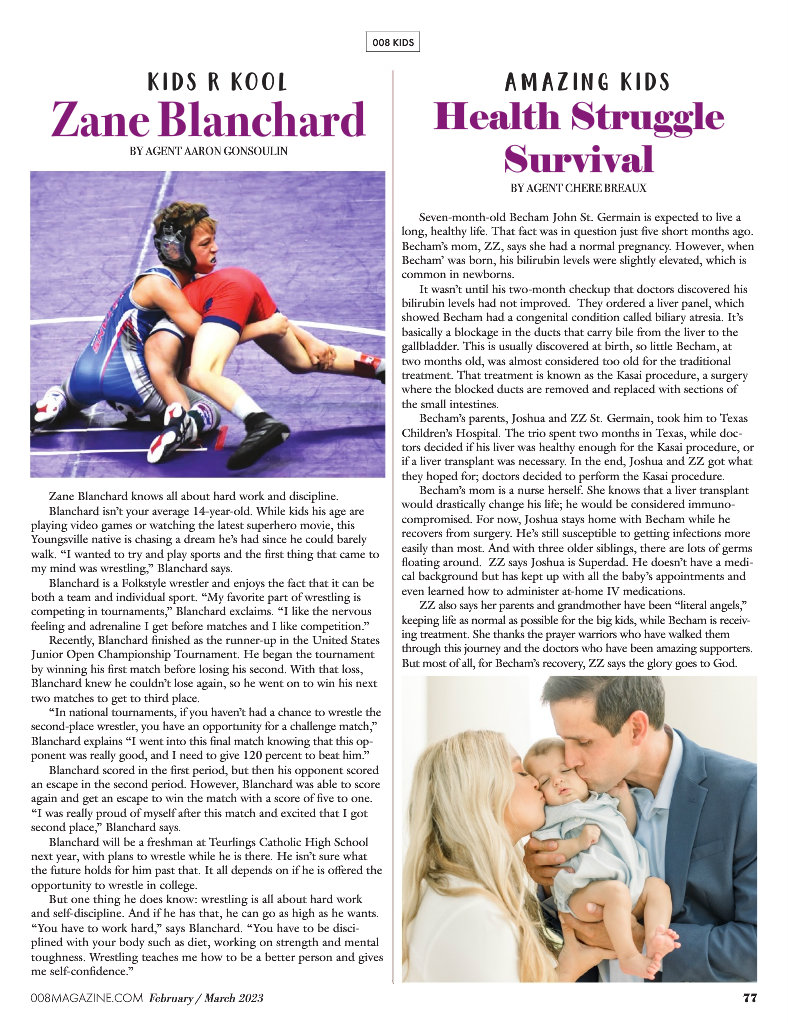 008 KIDS
KIDS R KOOL
Zane Blanchard
BY AGENT AARON GONSOULIN
Zane Blanchard knows all about hard work and discipline.
Blanchard isn't your average 14-year-old. While kids his age are
playing video games or watching the latest superhero movie, this
Youngsville native is chasing a dream he's had since he could barely
walk. “I wanted to try and play sports and the first thing that came to
my mind was wrestling,” Blanchard says.
Blanchard is a Folkstyle wrestler and enjoys the fact that it can be
both a team and individual sport. “My favorite part of wrestling is
competing in tournaments,” Blanchard exclaims. “I like the nervous
feeling and adrenaline I get before matches and I like competition.”
Recently, Blanchard finished as the runner-up in the United States
Junior Open Championship Tournament. He began the tournament
by winning his first match before losing his second. With that loss,
Blanchard knew he couldn't lose again, so he went on to win his next
two matches to get to third place.
“In national tournaments, if you haven't had a chance to wrestle the
second-place wrestler, you have an opportunity for a challenge match,”
Blanchard explains “I went into this final match knowing that this op-
ponent was really good, and I need to give 120 percent to beat him.”
Blanchard scored in the first period, but then his opponent scored
an escape in the second period. However, Blanchard was able to score
again and get an escape to win the match with a score of five to one.
“I was really proud of myself after this match and excited that I got
second place,” Blanchard says.
Blanchard will be a freshman at Teurlings Catholic High School
next year, with plans to wrestle while he is there. He isn't sure what
the future holds for him past that. It all depends on if he is offered the
opportunity to wrestle in college.
But one thing he does know: wrestling is all about hard work
and self-discipline. And if he has that, he can go as high as he wants.
“You have to work hard,” says Blanchard. “You have to be disci-
plined with your body such as diet, working on strength and mental
toughness. Wrestling teaches me how to be a better person and gives
me self-confidence.”
AMAZING KIDS
Health Struggle
Survival
BY AGENT CHERE BREAUX
Seven-month-old Becham John St. Germain is expected to live a
long, healthy life. That fact was in question just five short months ago.
Becham's mom, ZZ, says she had a normal pregnancy. However, when
Becham' was born, his bilirubin levels were slightly elevated, which is
common in newborns.
It wasn't until his two-month checkup that doctors discovered his
bilirubin levels had not improved. They ordered a liver panel, which
showed Becham had a congenital condition called biliary atresia. It's
basically a blockage in the ducts that carry bile from the liver to the
gallbladder. This is usually discovered at birth, so little Becham, at
two months old, was almost considered too old for the traditional
treatment. That treatment is known as the Kasai procedure, a surgery
where the blocked ducts are removed and replaced with sections of
the small intestines.
Becham's parents, Joshua and ZZ St. Germain, took him to Texas
Children's Hospital. The trio spent two months in Texas, while doc-
tors decided if his liver was healthy enough for the Kasai procedure, or
if a liver transplant was necessary. In the end, Joshua and ZZ got what
they hoped for; doctors decided to perform the Kasai procedure.
Becham's mom is a nurse herself. She knows that a liver transplant
would drastically change his life; he would be considered immuno-
compromised. For now, Joshua stays home with Becham while he
recovers from surgery. He's still susceptible to getting infections more
easily than most. And with three older siblings, there are lots of germs
floating around. ZZ says Joshua is Superdad. He doesn't have a medi-
cal background but has kept up with all the baby's appointments and
even learned how to administer at-home IV medications.
ZZ also says her parents and grandmother have been “literal angels,”
keeping life as normal as possible for the big kids, while Becham is receiv-
ing treatment. She thanks the prayer warriors who have walked them
through this journey and the doctors who have been amazing supporters.
But most of all, for Becham's recovery, ZZ says the glory goes to God.
008MAGAZINE.COM February / March 2023
77